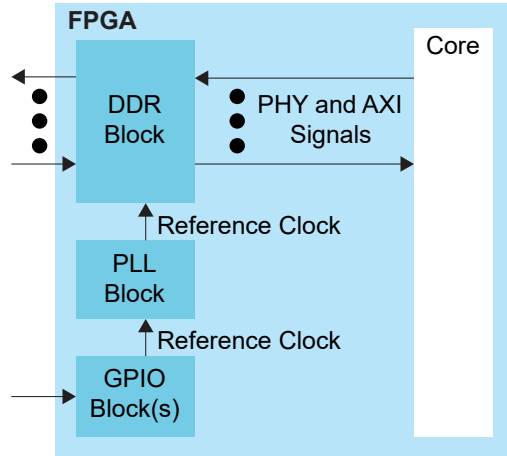 FPGA
Core
DDR
Block
PHY and AXI
Signals
Reference Clock
PLL
Block
Reference Clock
GPIO
Block(s)